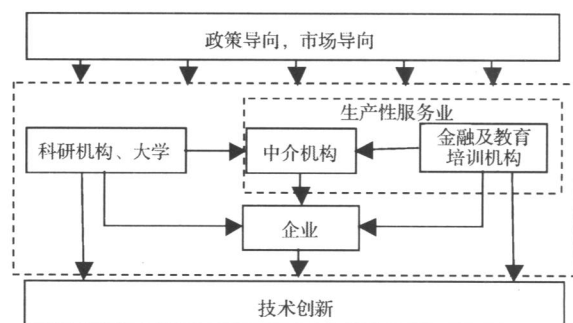 政策导向，市场导向
生产性服务业
科研机构、大学
中介机构
金融及教育
培训机构
企业
技术创新